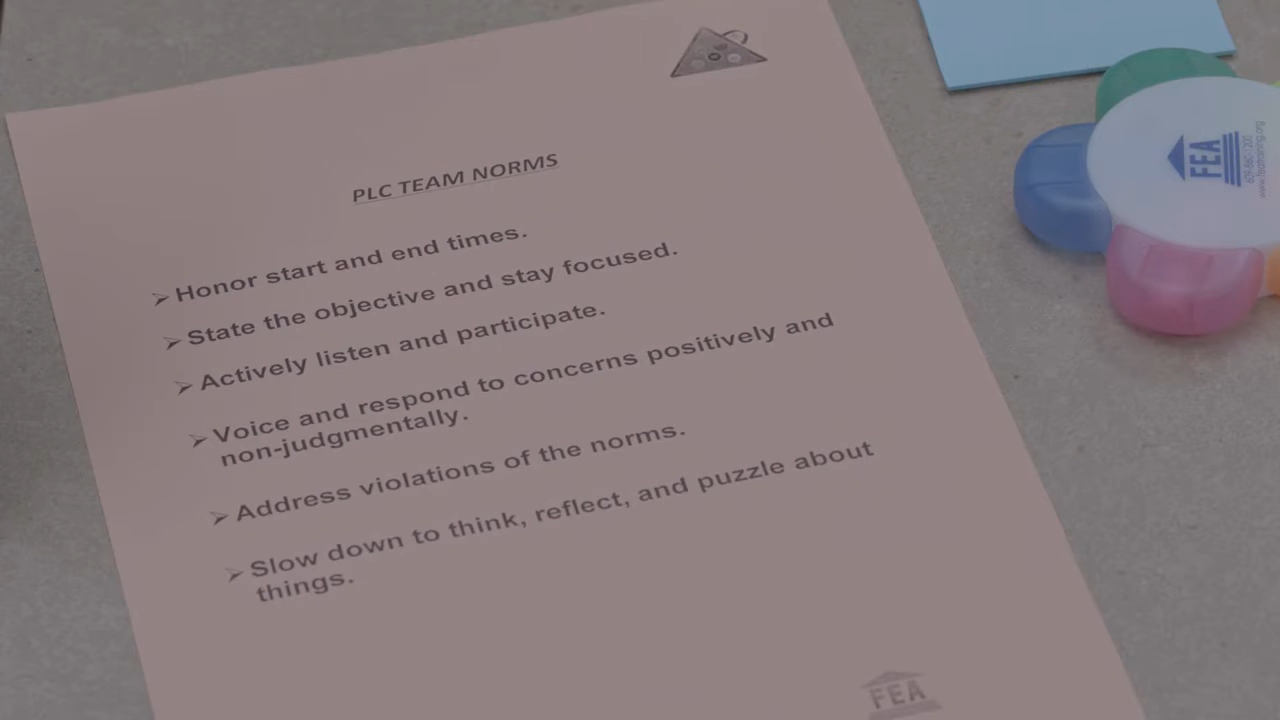 PLC TEAM NORMS
➢ Honor start and end times.
➢ State the objective and stay focused.
➢ Actively listen and participate.
➢ Voice and respond to concerns positively and
non-judgmentally.
➢ Address violations of the norms.
➢ Slow down to think, reflect, and puzzle about
things.
FEA
FEA